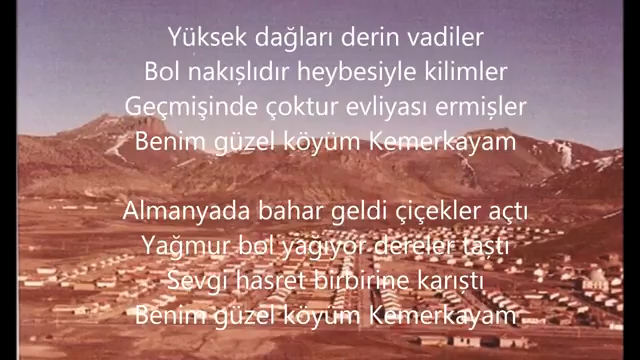 Yüksek dağları derin vadiler
Bol nakışlıdır heybesiyle kilimler
Geçmişinde çoktur evliyası ermişler
Benim güzel köyüm Kemerkayam
Almanyada bahar geldi çiçekler açtı
Yağmur bol yağıyor dereler taştı
Sevgi hasret birbirine karıştı
Benim güzel köyüm Kemerkayam